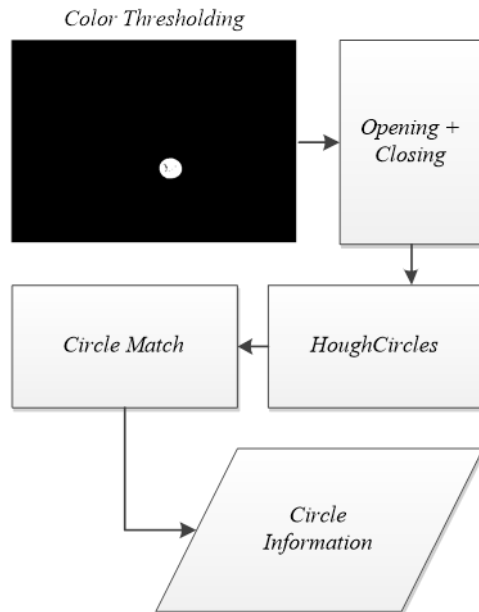 Color Thresholding
Opening +
Closing
HoughCircles
Circle Match
Circle
Information